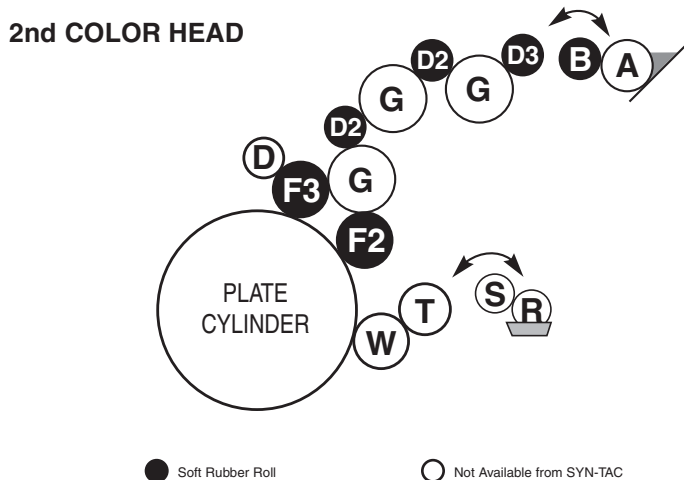 2nd COLOR HEAD
D2
D3
B
A
G
G
D2
D
F3
G
F2
PLATE
CYLINDER
S
T
R
W
Soft Rubber Roll
Not Available from SYN-TAC